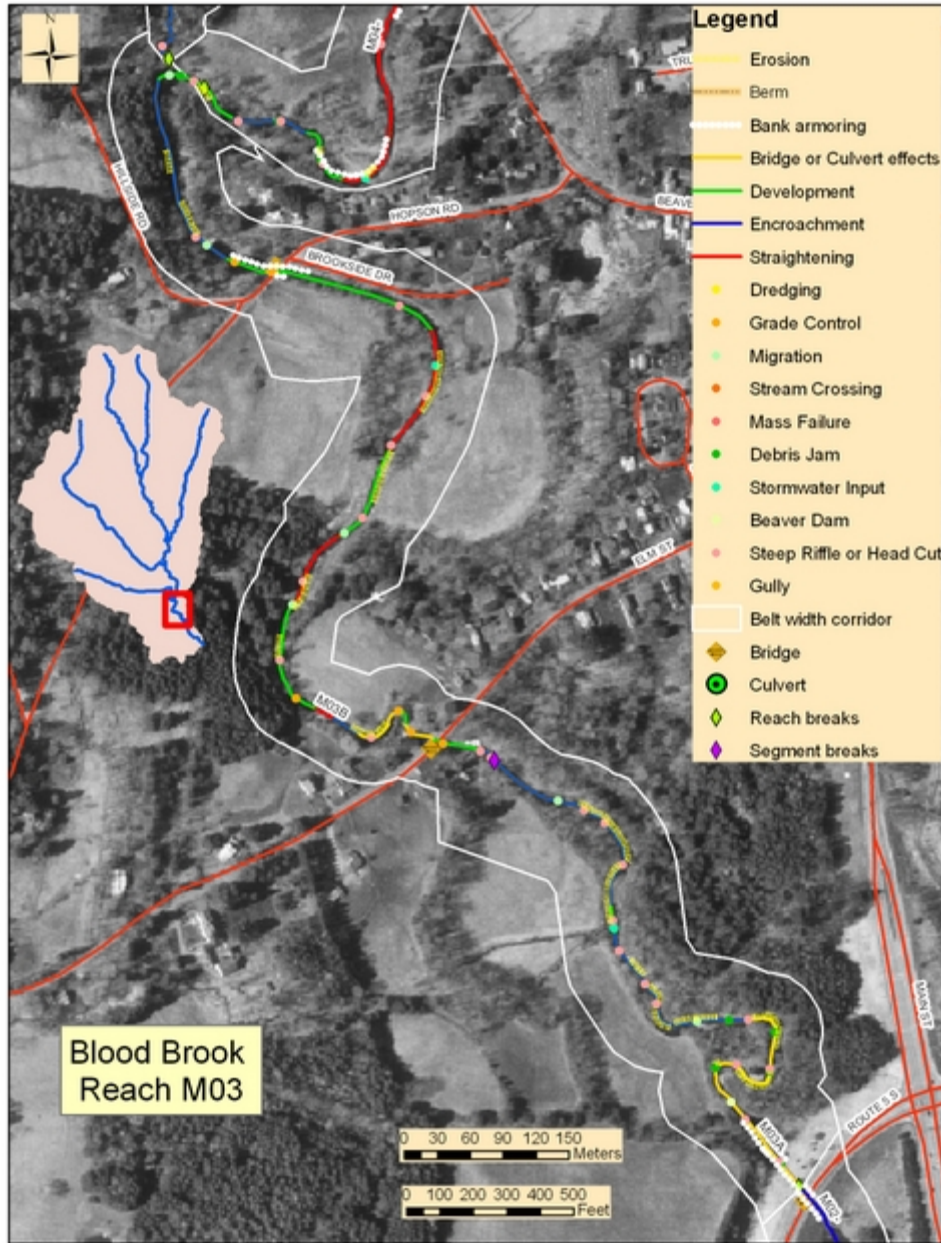 N
Legend
Erosion
Berm
Bank armoring
Bridge or Culvert effects
Development
Encroachment
Straightening
Dredging
Grade Control
Migration
Stream Crossing
Mass Failure
Debris Jam
Stormwater Input
Beaver Dam
Steep Riffle or Head Cut
Gully
Belt width corridor
Bridge
Culvert
Reach breaks
Segment breaks
M04-
TRU
HILLSIDE RD
HOPSON RD
BEAVE
BROOKSIDE DR
ELM ST
M03B
MAIN ST
ROUTE 5 S
M03A
M02-
Blood Brook
Reach M03
0 30 60 90 120 150
Meters
0 100 200 300 400 500
Feet